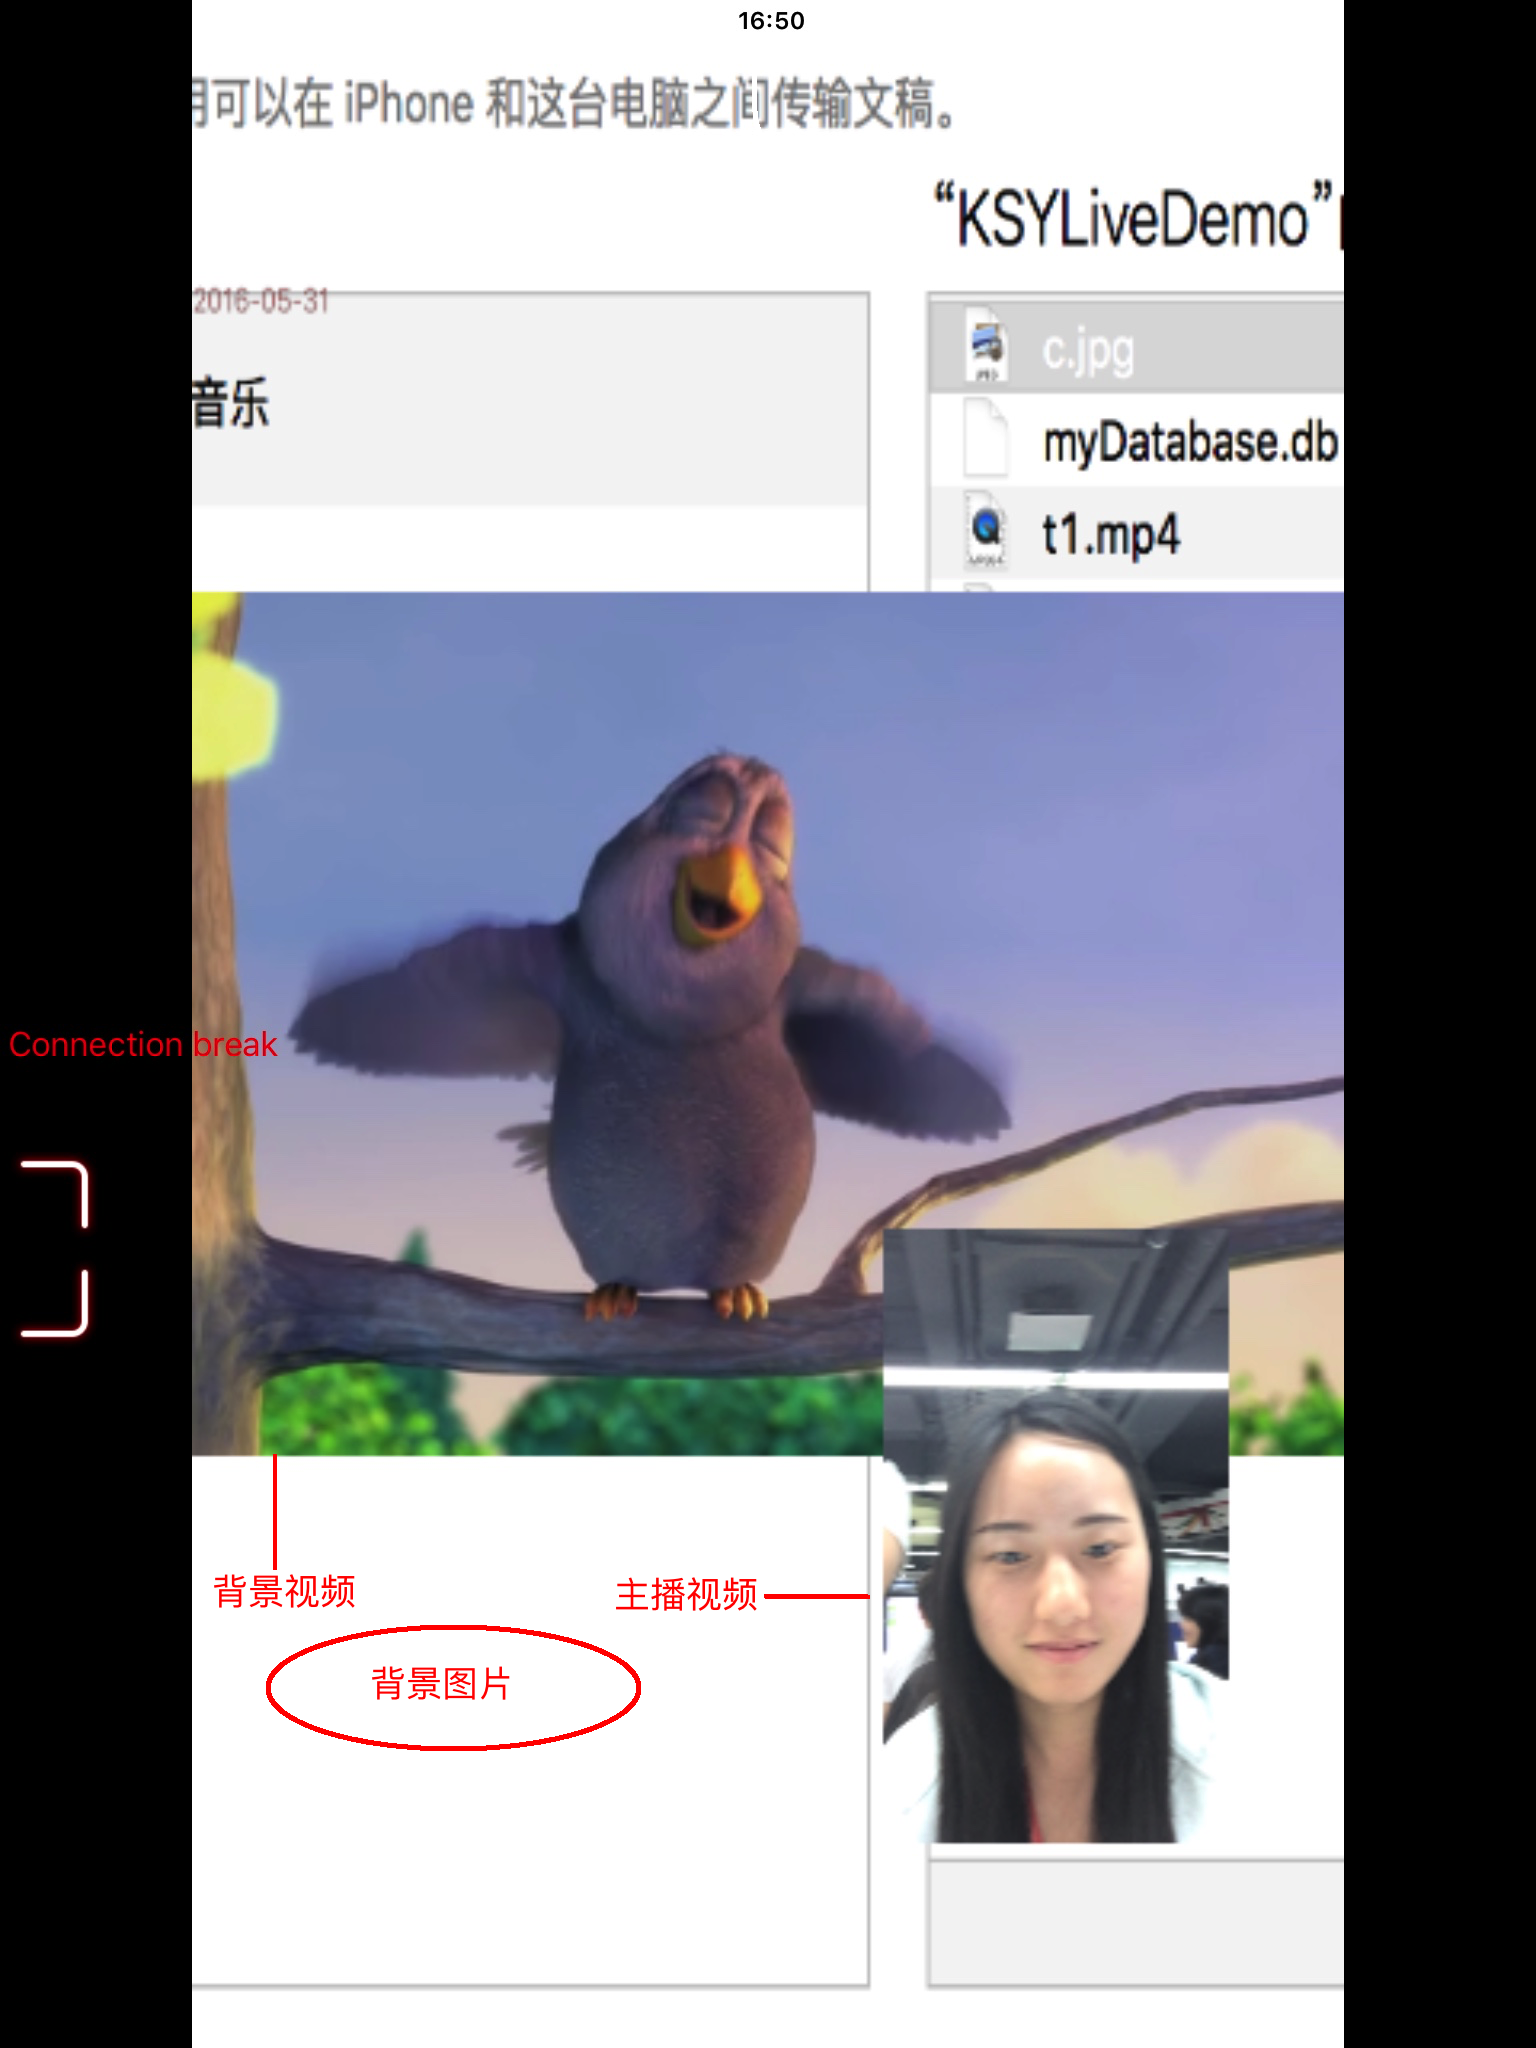 16:50
用可以在 iPhone 和这台电脑之间传输文稿。
“KSYLiveDemo”
2016-05-31
c.jpg
音乐
myDatabase.db
t1.mp4
Connection break
背景视频
主播视频
背景图片